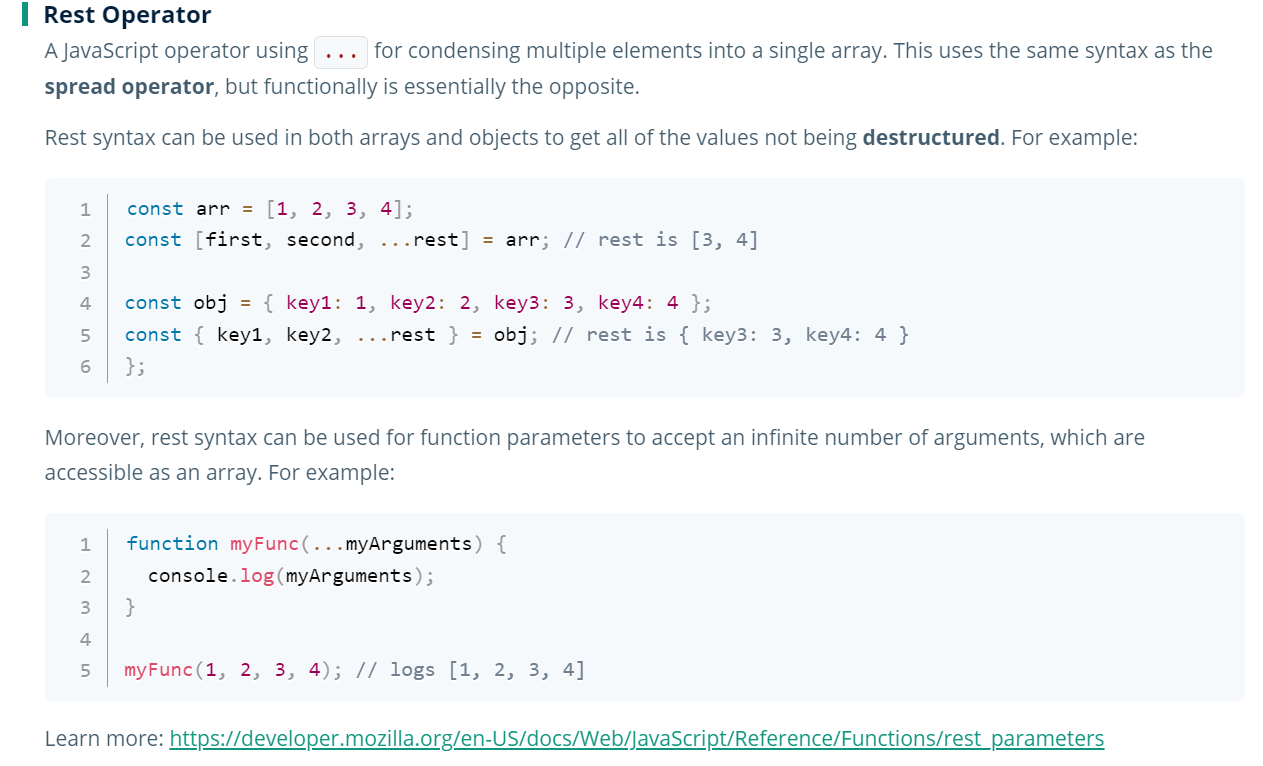 Rest Operator
A JavaScript operator using ... for condensing multiple elements into a single array. This uses the same syntax as the
spread operator, but functionally is essentially the opposite.
Rest syntax can be used in both arrays and objects to get all of the values not being destructured. For example:
1 const arr = [1, 2, 3, 4];
2 const [first, second, ...rest] = arr; // rest is [3, 4]
3
4 const obj = { key1: 1, key2: 2, key3: 3, key4: 4 };
5 const { key1, key2, ...rest } = obj; // rest is { key3: 3, key4: 4 }
6 };
Moreover, rest syntax can be used for function parameters to accept an infinite number of arguments, which are
accessible as an array. For example:
1 function myFunc(...myArguments) {
2   console.log(myArguments);
3 }
4
5 myFunc(1, 2, 3, 4); // logs [1, 2, 3, 4]
Learn more: https://developer.mozilla.org/en-US/docs/Web/JavaScript/Reference/Functions/rest_parameters